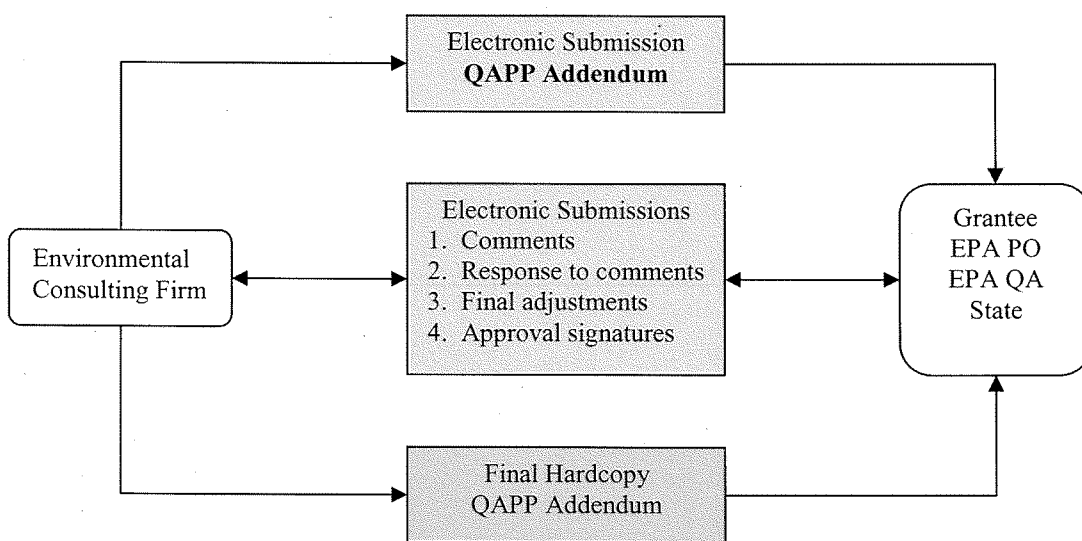 Electronic Submission
QAPP Addendum
Electronic Submissions
1. Comments
2. Response to comments
3. Final adjustments
4. Approval signatures
Environmental
Consulting Firm
Grantee
EPA PO
EPA QA
State
Final Hardcopy
QAPP Addendum